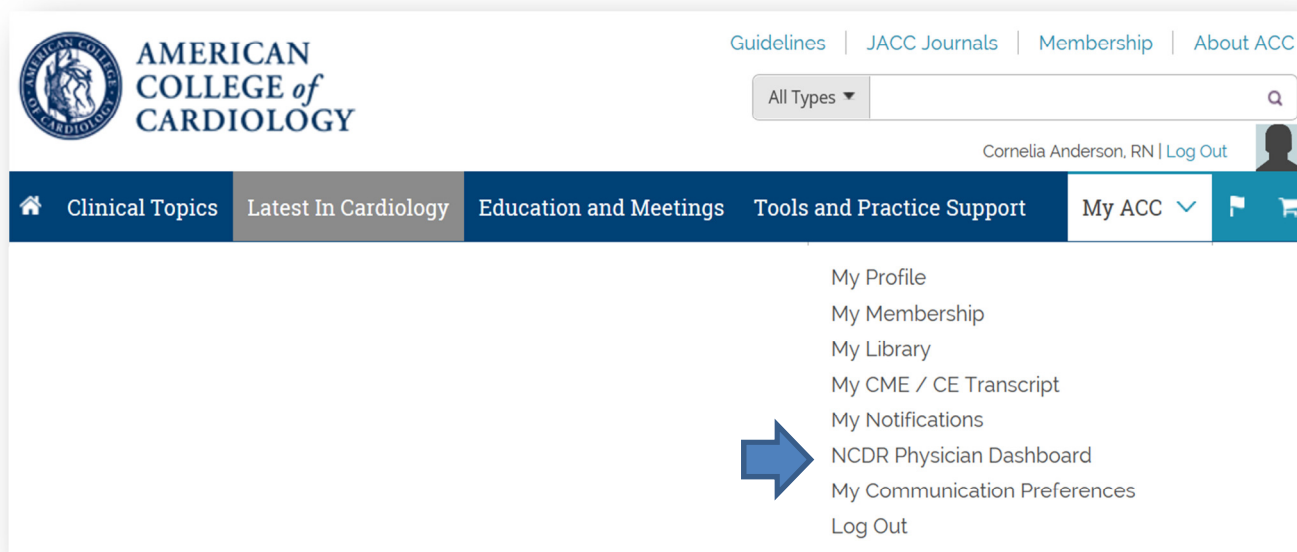 AMERICAN
COLLEGE of
CARDIOLOGY
Guidelines | JACC Journals | Membership | About ACC
All Types
Cornelia Anderson, RN | Log Out
Clinical Topics Latest In Cardiology Education and Meetings Tools and Practice Support My ACC
My Profile
My Membership
My Library
My CME / CE Transcript
My Notifications
NCDR Physician Dashboard
My Communication Preferences
Log Out